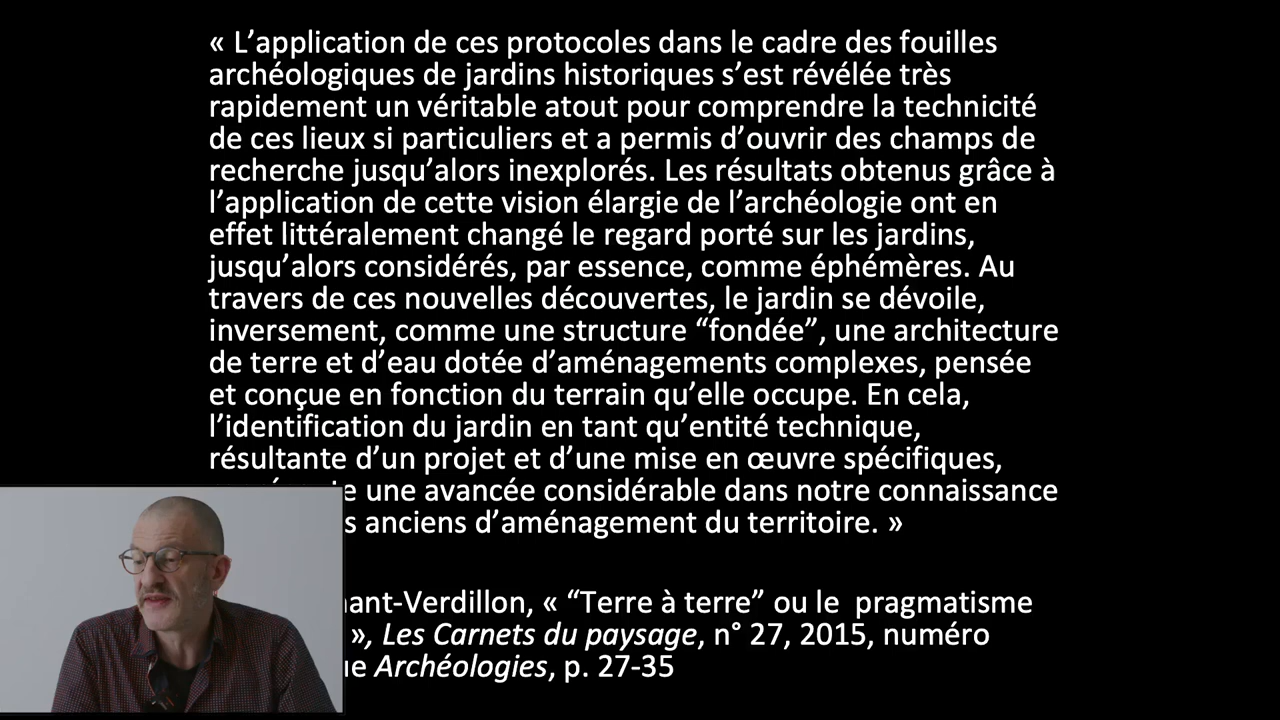 « L’application de ces protocoles dans le cadre des fouilles
archéologiques de jardins historiques s’est révélée très
rapidement un véritable atout pour comprendre la technicité
de ces lieux si particuliers et a permis d’ouvrir des champs de
recherche jusqu’alors inexplorés. Les résultats obtenus grâce à
l’application de cette vision élargie de l’archéologie ont en
effet littéralement changé le regard porté sur les jardins,
jusqu’alors considérés, par essence, comme éphémères. Au
travers de ces nouvelles découvertes, le jardin se dévoile,
inversement, comme une structure “fondée”, une architecture
de terre et d’eau dotée d’aménagements complexes, pensée
et conçue en fonction du terrain qu’elle occupe. En cela,
l’identification du jardin en tant qu’entité technique,
résultante d’un projet et d’une mise en œuvre spécifiques,
une avancée considérable dans notre connaissance
anciens d’aménagement du territoire. »
nant-Verdillon, « “Terre à terre” ou le pragmatisme
», Les Carnets du paysage, n° 27, 2015, numéro
Archéologies, p. 27-35